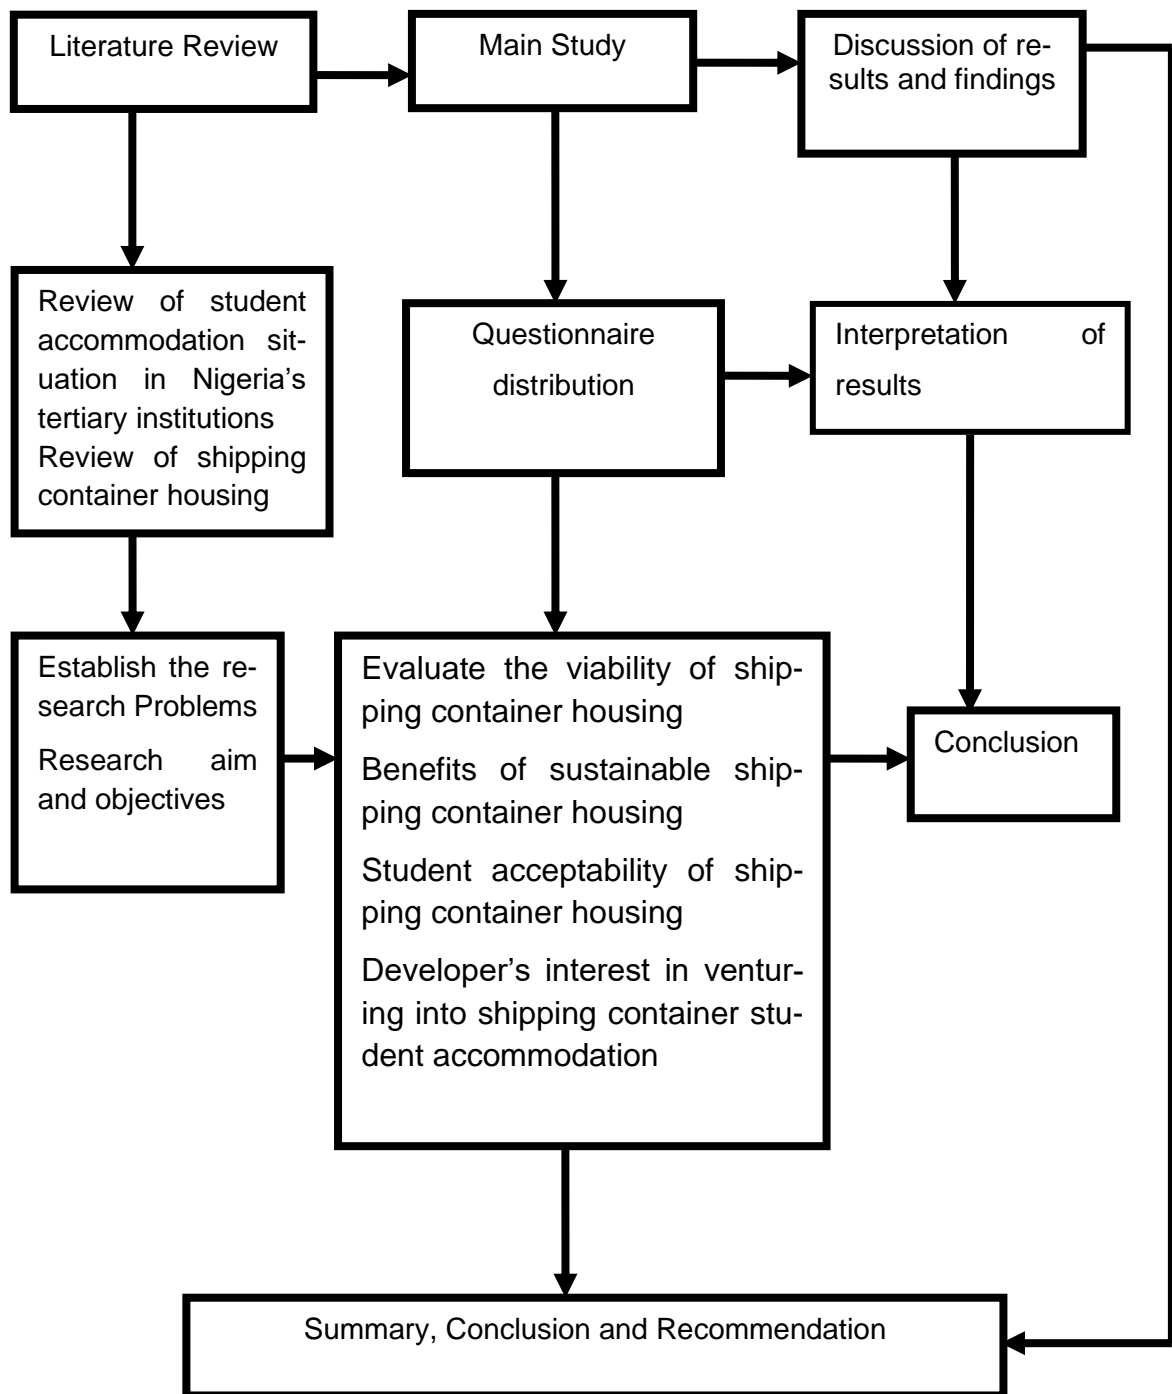 Literature Review
Main Study
Discussion of re-
sults and findings
Review of student
accommodation sit-
uation in Nigeria’s
tertiary institutions
Review of shipping
container housing
Questionnaire
distribution
Interpretation of
results
Establish the re-
search Problems
Research aim
and objectives
Evaluate the viability of ship-
ping container housing
Benefits of sustainable ship-
ping container housing
Student acceptability of ship-
ping container housing
Developer’s interest in ventur-
ing into shipping container stu-
dent accommodation
Conclusion
Summary, Conclusion and Recommendation